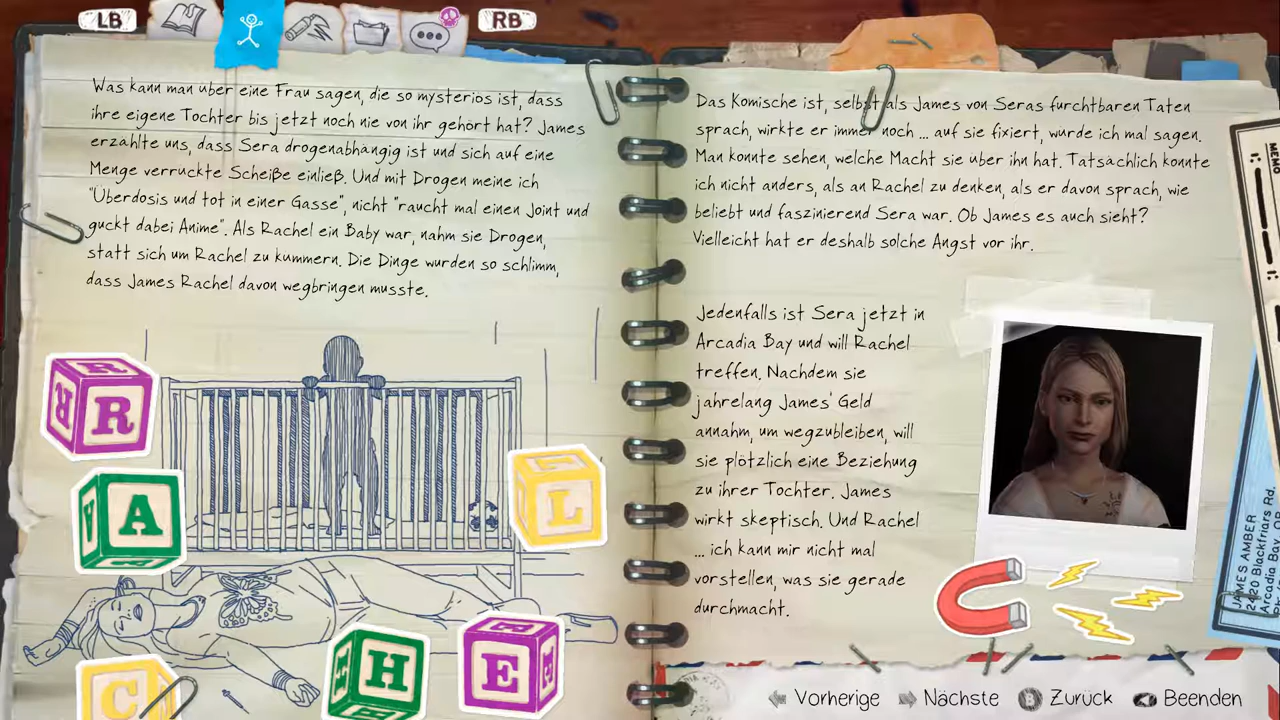 LB
RB
Was kann man über eine Frau sagen, die so mysteriös ist, dass
ihre eigene Tochter bis jetzt noch nie von ihr gehört hat? James
erzählte uns, dass Sera drogenabhängig ist und sich auf eine
Menge verrückte Scheiße einließ. Und mit Drogen meine ich
"Überdosis und tot in einer Gasse", nicht "raucht mal einen Joint und
guckt dabei Anime". Als Rachel ein Baby war, nahm sie Drogen,
statt sich um Rachel zu kümmern. Die Dinge wurden so schlimm,
dass James Rachel davon wegbringen musste.
R
R
R
A
A
L
H
H
E
C
Das Komische ist, selbst als James von Seras furchtbaren Taten
sprach, wirkte er immer noch ... auf sie fixiert, würde ich mal sagen.
Man konnte sehen, welche Macht sie über ihn hat. Tatsächlich konnte
ich nicht anders, als an Rachel zu denken, als er davon sprach, wie
beliebt und faszinierend Sera war. Ob James es auch sieht?
Vielleicht hat er deshalb solche Angst vor ihr.
Jedenfalls ist Sera jetzt in
Arcadia Bay und will Rachel
treffen. Nachdem sie
jahrelang James' Geld
annahm, um wegzubleiben, will
sie plötzlich eine Beziehung
zu ihrer Tochter. James
wirkt skeptisch. Und Rachel
... ich kann mir nicht mal
vorstellen, was sie gerade
durchmacht.
MEMO
JAMES AMBER
2420 Blackfriars Rd.
Arcadia Bay
Vorherige
Nächste
B
Zurück
Beenden